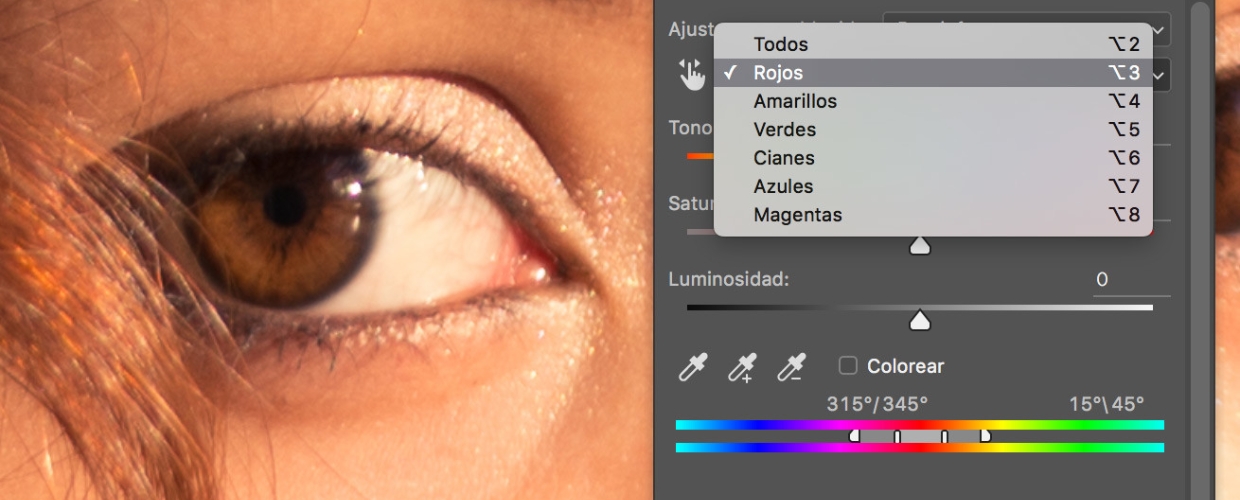 Ajust
Todos ⌥2
✓ Rojos ⌥3
Amarillos ⌥4
Tono
Verdes ⌥5
Cianes ⌥6
Azules ⌥7
Satur
Magentas ⌥8
Luminosidad: 0
Colorear
315°/345° 15°\45°